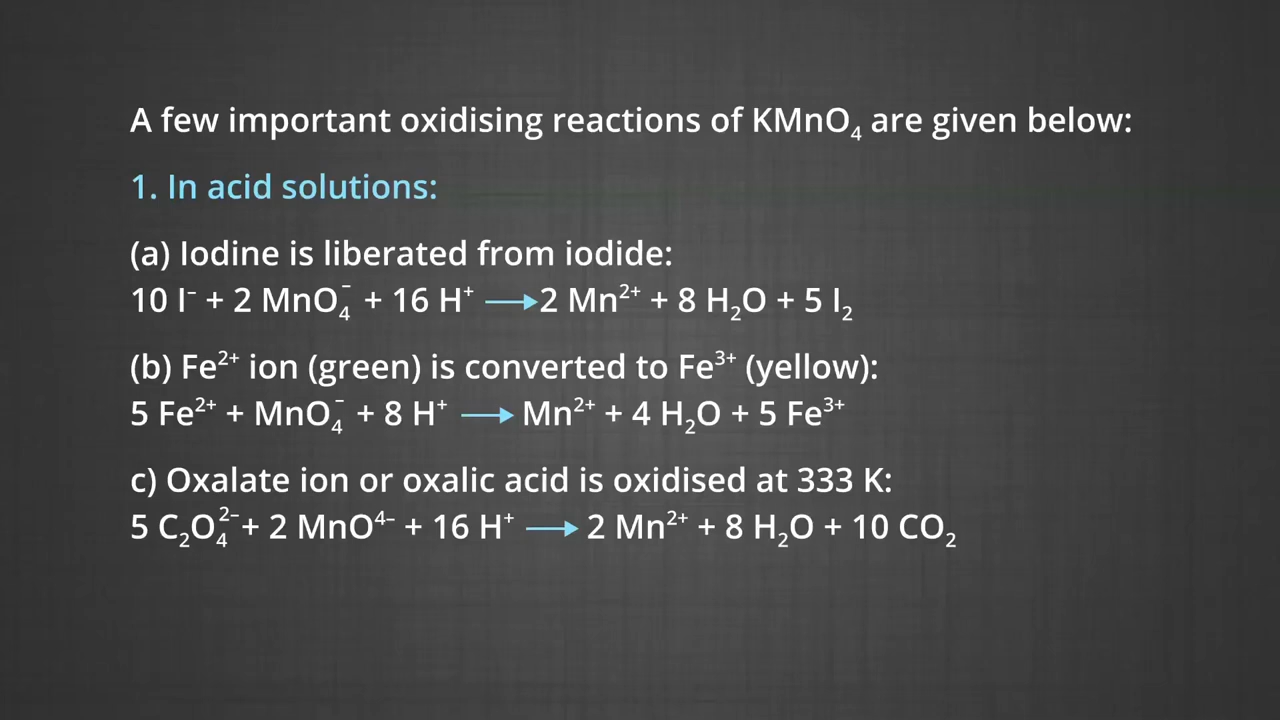 A few important oxidising reactions of KMnO₄ are given below:
1. In acid solutions:
(a) Iodine is liberated from iodide:
10 I⁻ + 2 MnO₄⁻ + 16 H⁺ ⟶ 2 Mn²⁺ + 8 H₂O + 5 I₂
(b) Fe²⁺ ion (green) is converted to Fe³⁺ (yellow):
5 Fe²⁺ + MnO₄⁻ + 8 H⁺ ⟶ Mn²⁺ + 4 H₂O + 5 Fe³⁺
c) Oxalate ion or oxalic acid is oxidised at 333 K:
5 C₂O₄²⁻ + 2 MnO⁴⁻ + 16 H⁺ ⟶ 2 Mn²⁺ + 8 H₂O + 10 CO₂